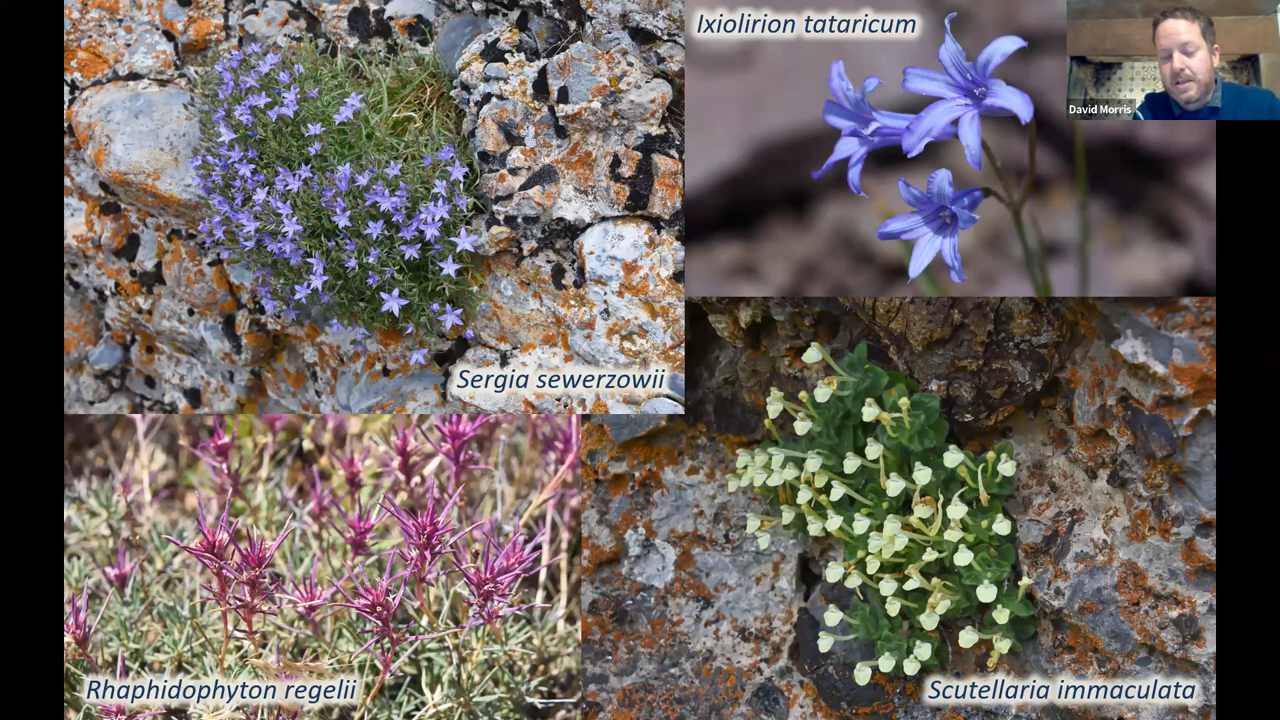 Ixiolirion tataricum
David Morris
Sergia sewerzowii
Rhaphidophyton regelii
Scutellaria immaculata